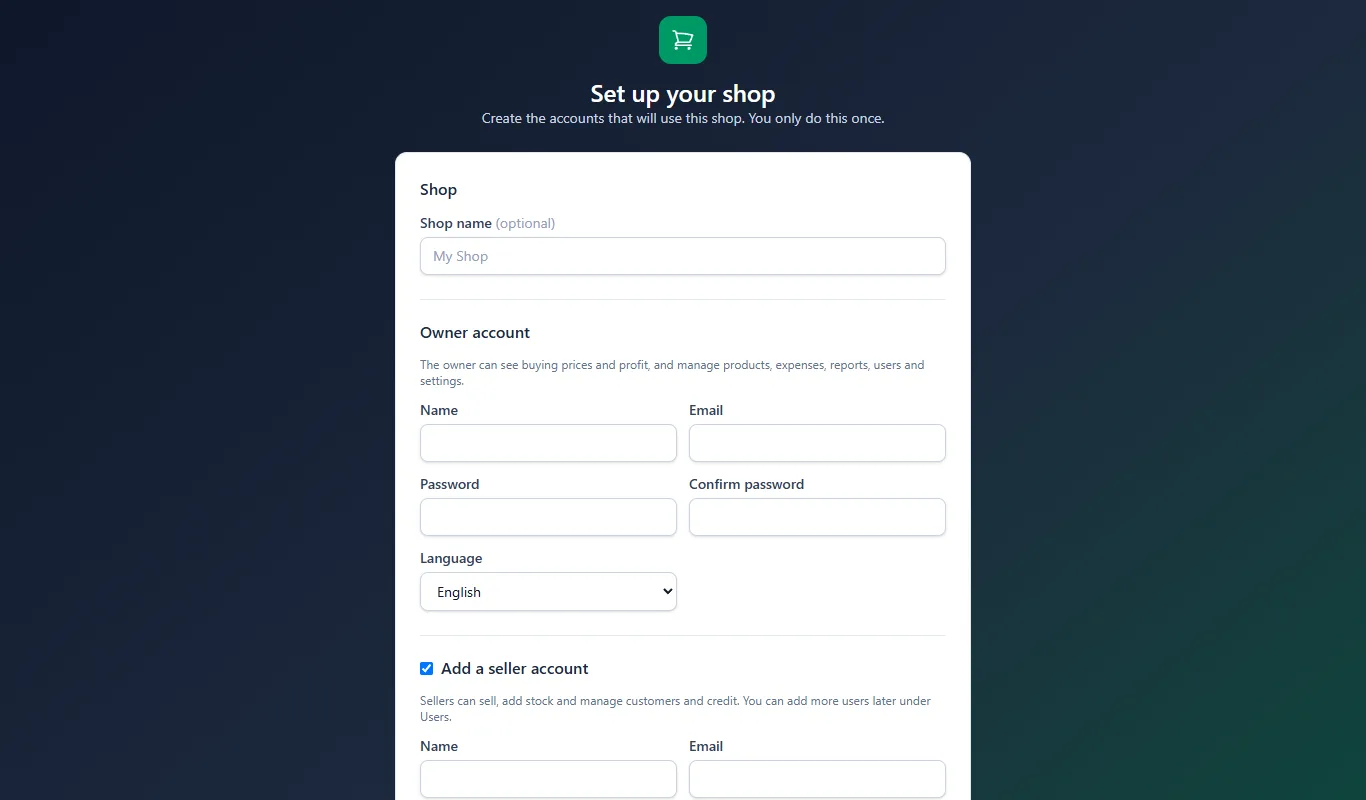 Set up your shop
Create the accounts that will use this shop. You only do this once.
Shop
Shop name (optional)
My Shop
Owner account
The owner can see buying prices and profit, and manage products, expenses, reports, users and
settings.
Name
Email
Password
Confirm password
Language
English
Add a seller account
Sellers can sell, add stock and manage customers and credit. You can add more users later under
Users.
Name
Email